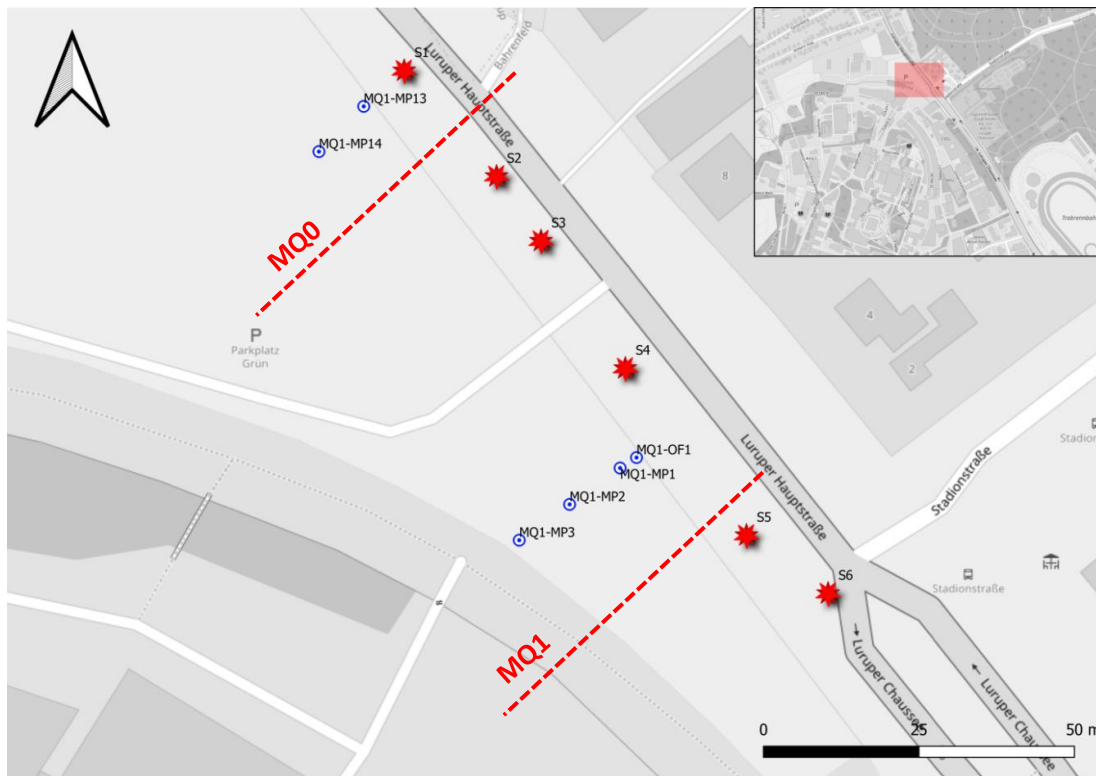 S1
Luruper Hauptstraße
Bahrenfeld
MQ1-MP13
MQ1-MP14
S2
8
S3
MQ0
P
Parkplatz
Grün
4
2
S4
MQ1-OF1
MQ1-MP1
MQ1-MP2
MQ1-MP3
Luruper Hauptstraße
Stadionstraße
S5
S6
Stadionstraße
MQ1
Luruper Chaussee
Luruper Chaussee
0
25
50 m
P
Trabrennbahn